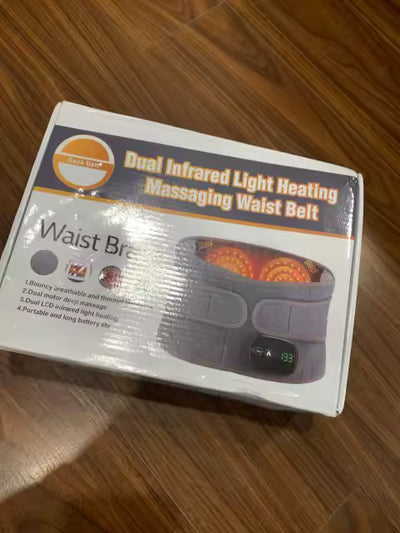 Back Belt
Dual Infrared Light Heating
Massaging Waist Belt
Waist
1.Bouncy breathable and thermal
2.Dual motor deep massage
3.Dual LCD infrared light heating
4.Portable and long battery life
133